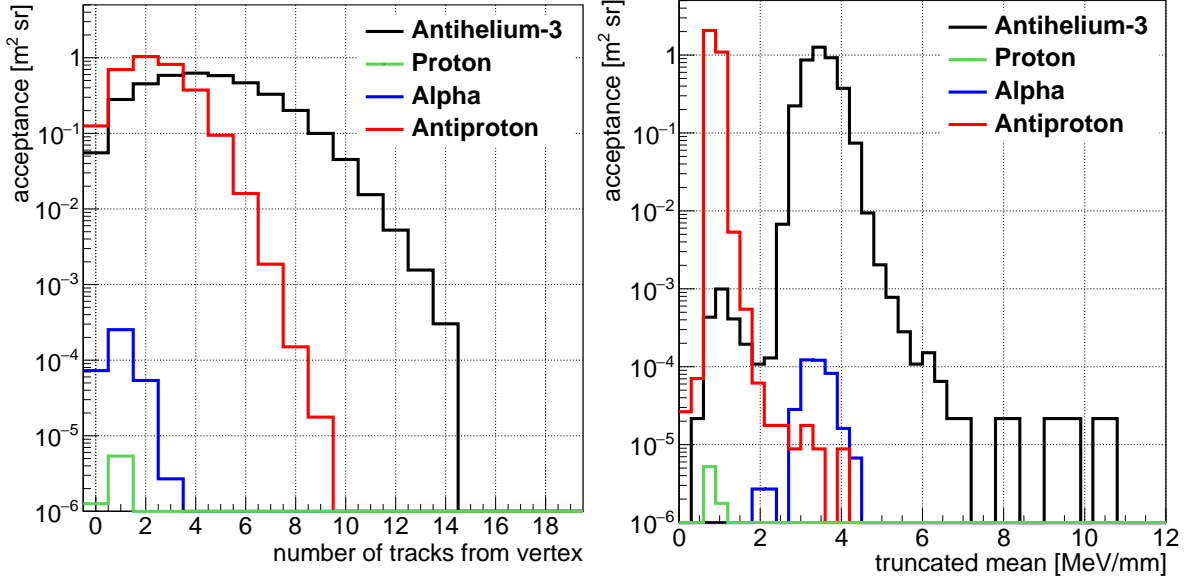 acceptance [m² sr]
Antihelium-3
Proton
Alpha
Antiproton
1
10⁻¹
10⁻²
10⁻³
10⁻⁴
10⁻⁵
10⁻⁶
0 2 4 6 8 10 12 14 16 18
number of tracks from vertex
acceptance [m² sr]
Antihelium-3
Proton
Alpha
Antiproton
1
10⁻¹
10⁻²
10⁻³
10⁻⁴
10⁻⁵
10⁻⁶
0 2 4 6 8 10 12
truncated mean [MeV/mm]